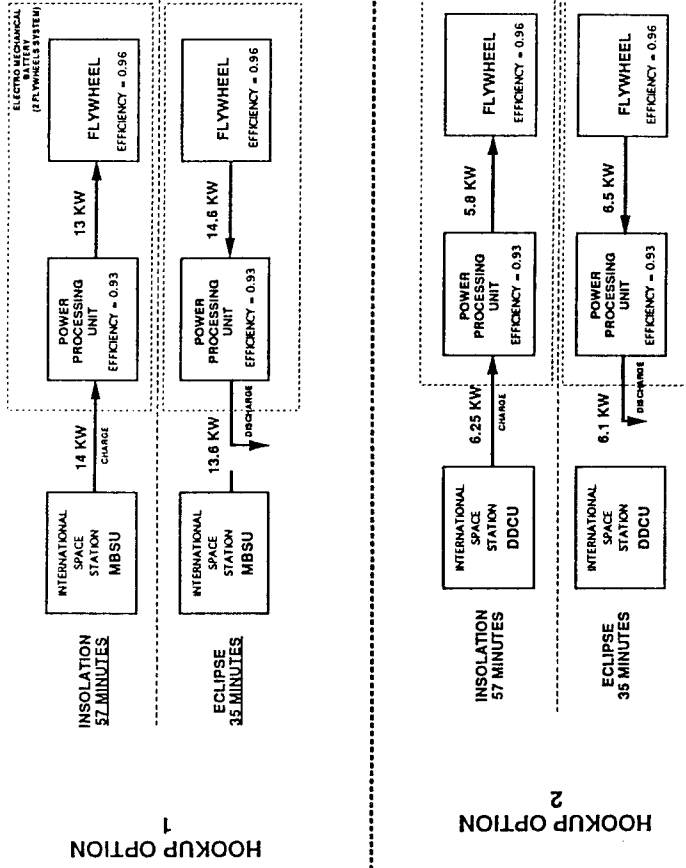 HOOKUP OPTION
1
INSOLATION
57 MINUTES
INTERNATIONAL
SPACE
STATION
MBSU
14 KW
CHARGE
POWER
PROCESSING
UNIT
EFFICIENCY = 0.93
13 KW
ELECTRO MECHANICAL
BATTERY
(2 FLYWHEELS SYSTEM)
FLYWHEEL
EFFICIENCY = 0.96
ECLIPSE
35 MINUTES
INTERNATIONAL
SPACE
STATION
MBSU
13.6 KW
DISCHARGE
POWER
PROCESSING
UNIT
EFFICIENCY = 0.93
14.6 KW
FLYWHEEL
EFFICIENCY = 0.96
HOOKUP OPTION
2
INSOLATION
57 MINUTES
INTERNATIONAL
SPACE
STATION
DDCU
6.25 KW
CHARGE
POWER
PROCESSING
UNIT
EFFICIENCY = 0.93
5.8 KW
FLYWHEEL
EFFICIENCY = 0.96
ECLIPSE
35 MINUTES
INTERNATIONAL
SPACE
STATION
DDCU
6.1 KW
DISCHARGE
POWER
PROCESSING
UNIT
EFFICIENCY = 0.93
6.5 KW
FLYWHEEL
EFFICIENCY = 0.96